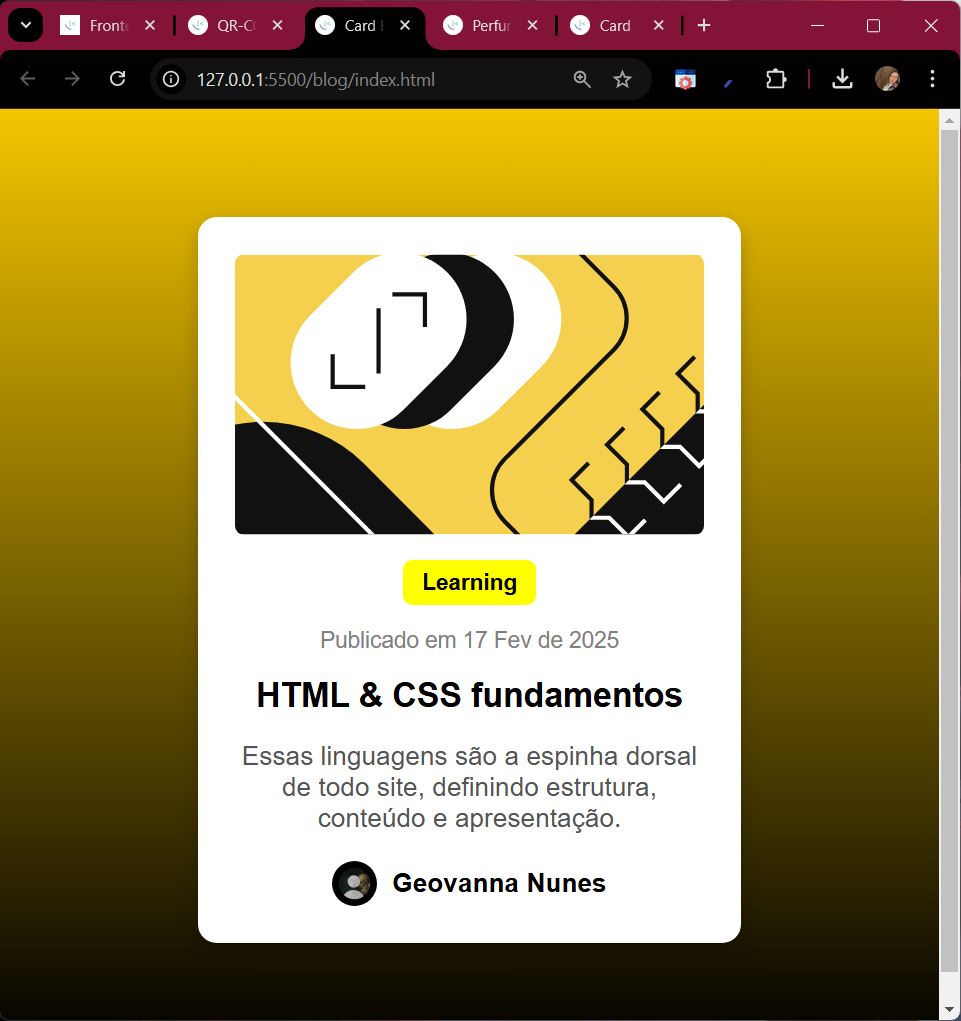 Fronte
QR-CO
Card
Perfur
Card
127.0.0.1:5500/blog/index.html
Learning
Publicado em 17 Fev de 2025
HTML & CSS fundamentos
Essas linguagens são a espinha dorsal
de todo site, definindo estrutura,
conteúdo e apresentação.
Geovanna Nunes